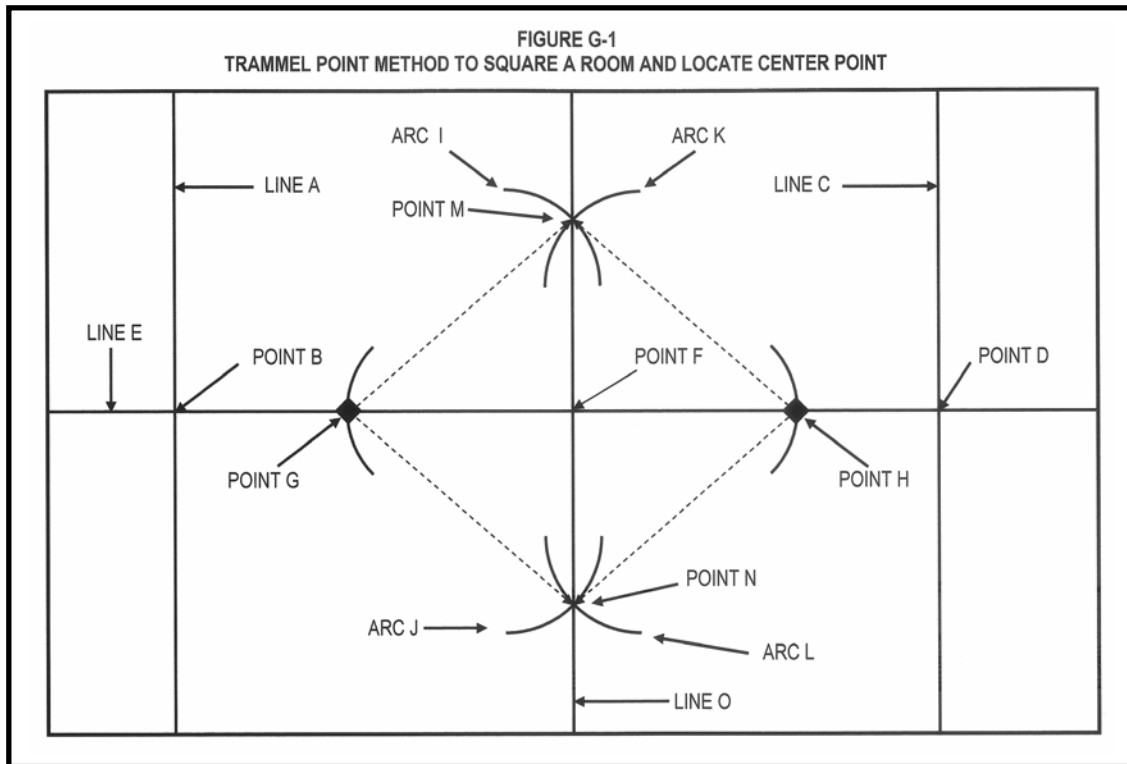 FIGURE G-1
TRAMMEL POINT METHOD TO SQUARE A ROOM AND LOCATE CENTER POINT
ARC I
ARC K
LINE A
LINE C
POINT M
LINE E
POINT B
POINT F
POINT D
POINT G
POINT H
POINT N
ARC J
ARC L
LINE O